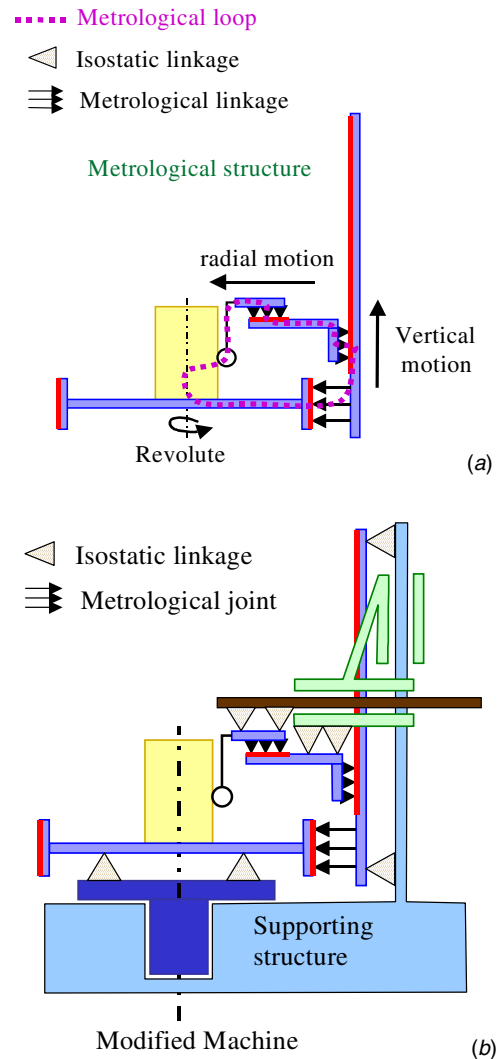 Metrological loop
Isostatic linkage
Metrological linkage
Metrological structure
radial motion
Vertical
motion
Revolute
(a)
Isostatic linkage
Metrological joint
Supporting
structure
Modified Machine
(b)